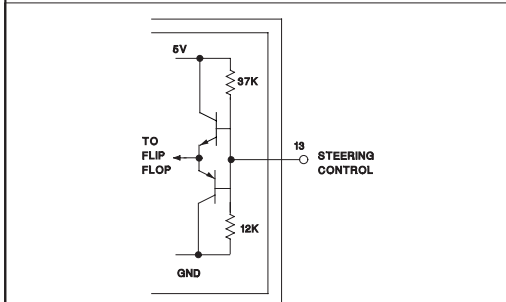 5V
37K
TO
FLIP
FLOP
13
STEERING
CONTROL
12K
GND